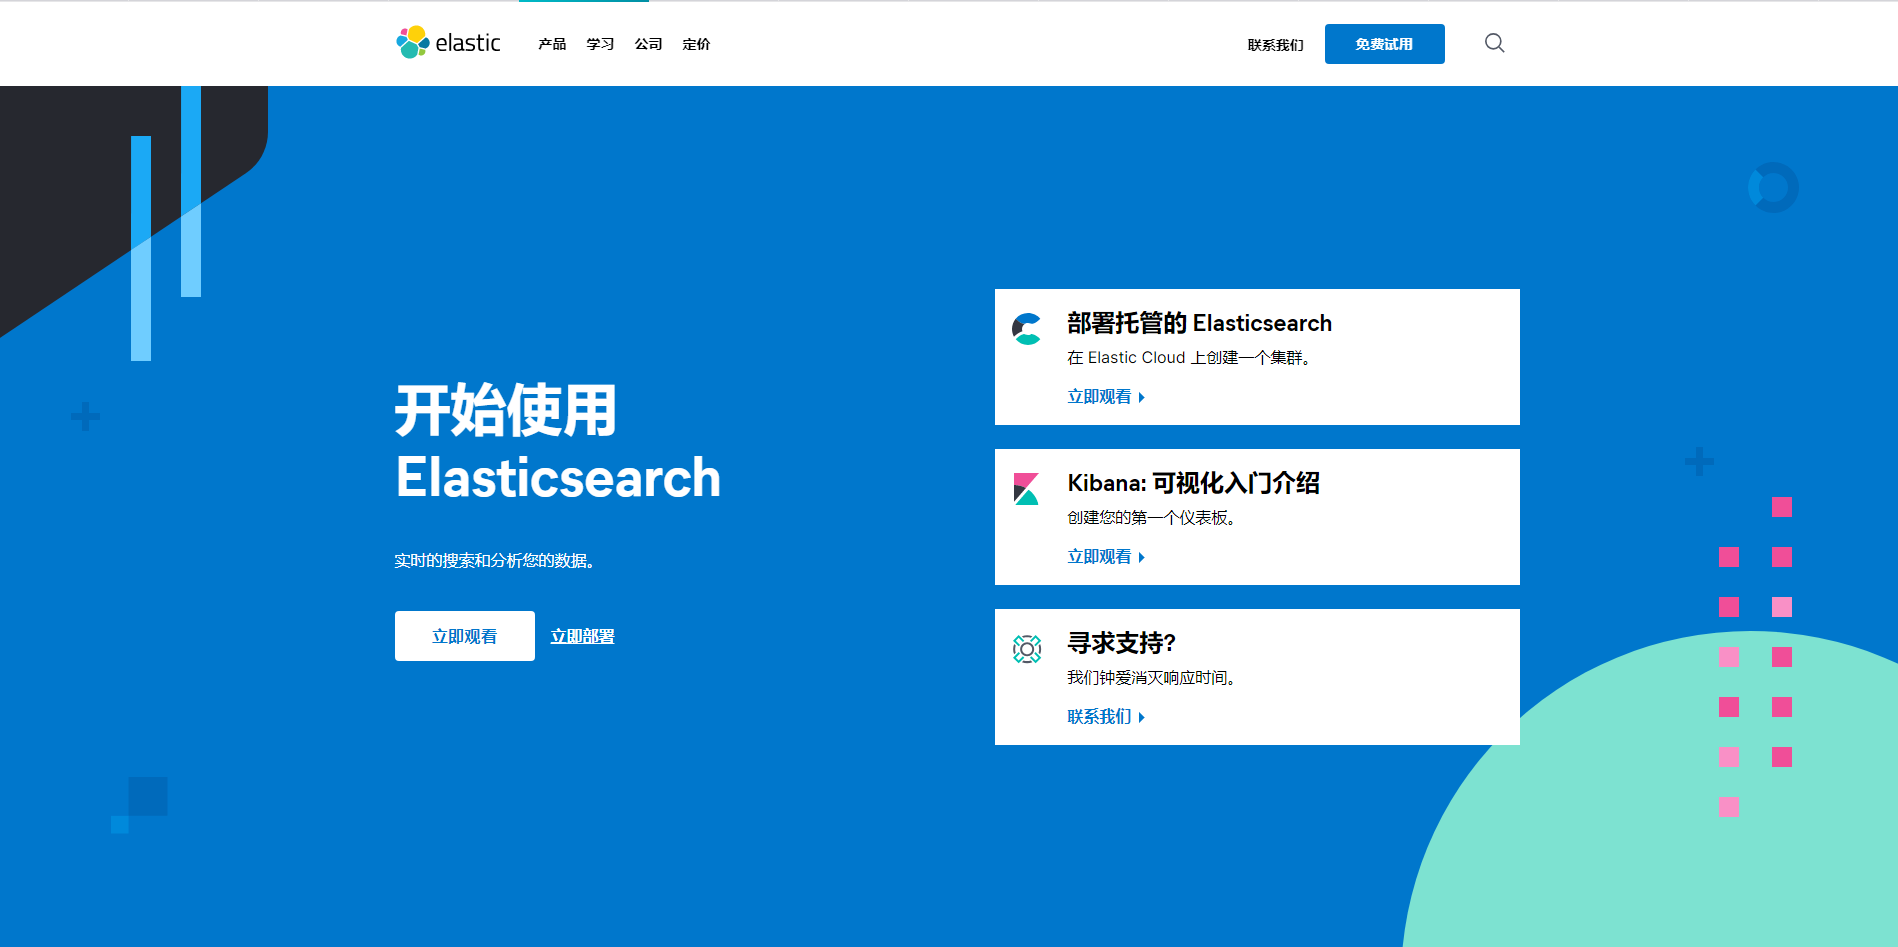 elastic
产品 学习 公司 定价
联系我们 免费试用
开始使用
Elasticsearch
实时的搜索和分析您的数据。
立即观看 立即部署
部署托管的 Elasticsearch
在 Elastic Cloud 上创建一个集群。
立即观看
Kibana: 可视化入门介绍
创建您的第一个仪表板。
立即观看
寻求支持?
我们钟爱消灭响应时间。
联系我们